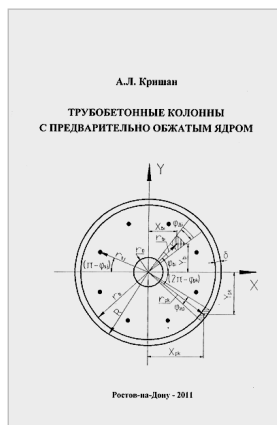 А.Л. Кришан
ТРУБОБЕТОННЫЕ КОЛОННЫ
С ПРЕДВАРИТЕЛЬНО ОБЖАТЫМ ЯДРОМ
Y
X
δ
R
Ростов-на-Дону - 2011